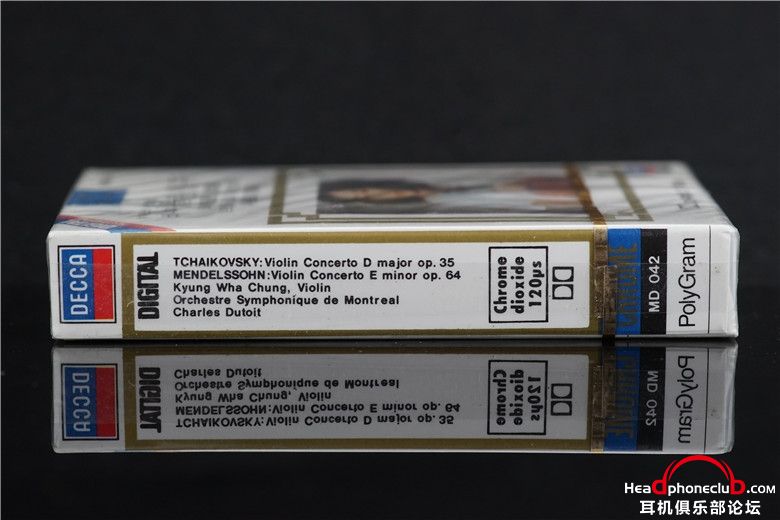 DECCA
DIGITAL
TCHAIKOVSKY: Violin Concerto D major op. 35
MENDELSSOHN: Violin Concerto E minor op. 64
Kyung Wha Chung, Violin
Orchestre Symphonique de Montreal
Charles Dutoit
Chrome
dioxide
120µs
CHROME
MD 042
PolyGram
HeadphonecluB.com
耳机俱乐部论坛